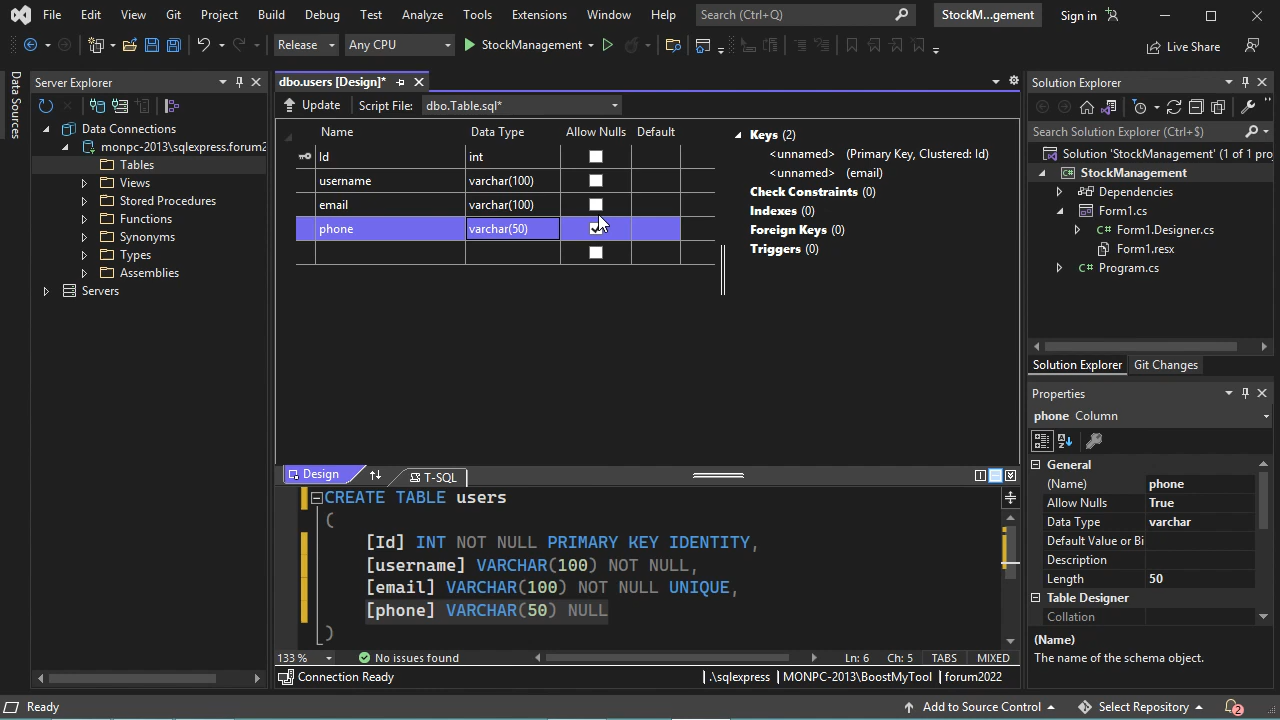 File Edit View Git Project Build Debug Test Analyze Tools Extensions Window Help Search (Ctrl+Q) StockM...gement Sign in
Release Any CPU StockManagement Live Share
Data Sources
Server Explorer
Data Connections
monpc-2013\sqlexpress.forum2
Tables
Views
Stored Procedures
Functions
Synonyms
Types
Assemblies
Servers
dbo.users [Design]*
Update Script File: dbo.Table.sql*
Name Data Type Allow Nulls Default
Id int
username varchar(100)
email varchar(100)
phone varchar(50)
Keys (2)
<unnamed> (Primary Key, Clustered: Id)
<unnamed> (email)
Check Constraints (0)
Indexes (0)
Foreign Keys (0)
Triggers (0)
Design T-SQL
CREATE TABLE users
(
[Id] INT NOT NULL PRIMARY KEY IDENTITY,
[username] VARCHAR(100) NOT NULL,
[email] VARCHAR(100) NOT NULL UNIQUE,
[phone] VARCHAR(50) NULL
)
133 % No issues found Ln: 6 Ch: 5 TABS MIXED
Connection Ready .\sqlexpress MONPC-2013\BoostMyTool forum2022
Solution Explorer
Search Solution Explorer (Ctrl+$)
Solution 'StockManagement' (1 of 1 pro
C# StockManagement
Dependencies
C# Form1.cs
C# Form1.Designer.cs
Form1.resx
C# Program.cs
Solution Explorer Git Changes
Properties
phone Column
General
(Name) phone
Allow Nulls True
Data Type varchar
Default Value or Bi
Description
Length 50
Table Designer
Collation
(Name)
The name of the schema object.
Ready Add to Source Control Select Repository 2